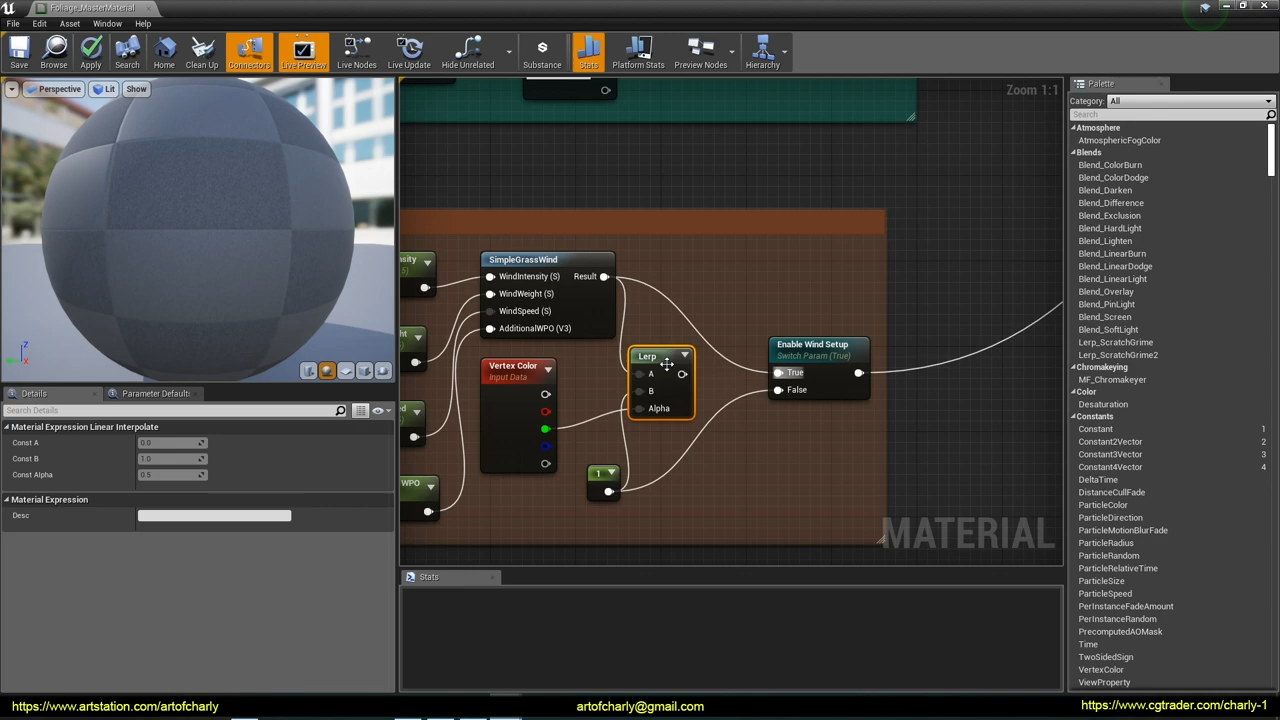 Foliage_MasterMaterial
File Edit Asset Window Help
Save Browse Apply Search Home Clean Up Connectors Live Preview Live Nodes Live Update Hide Unrelated Substance Stats Platform Stats Preview Nodes Hierarchy
Perspective Lit Show
Zoom 1:1
Palette
Category: All
Search
Atmosphere
AtmosphericFogColor
Blends
Blend_ColorBurn
Blend_ColorDodge
Blend_Darken
Blend_Difference
Blend_Exclusion
Blend_HardLight
Blend_Lighten
Blend_LinearBurn
Blend_LinearDodge
Blend_LinearLight
Blend_Overlay
Blend_PinLight
Blend_Screen
Blend_SoftLight
Lerp_ScratchGrime
Lerp_ScratchGrime2
Chromakeying
MF_Chromakeyer
Color
Desaturation
Constants
Constant 1
Constant2Vector 2
Constant3Vector 3
Constant4Vector 4
DeltaTime
DistanceCullFade
ParticleColor
ParticleDirection
ParticleMotionBlurFade
ParticleRadius
ParticleRandom
ParticleRelativeTime
ParticleSize
ParticleSpeed
PerInstanceFadeAmount
PerInstanceRandom
PrecomputedAOMask
Time
TwoSidedSign
VertexColor
ViewProperty
SimpleGrassWind
WindIntensity (S) Result
WindWeight (S)
WindSpeed (S)
AdditionalWPO (V3)
Vertex Color
Input Data
Lerp
A
B
Alpha
1
WPO
Enable Wind Setup
Switch Param (True)
True
False
MATERIAL
Details Parameter Default
Search Details
Material Expression Linear Interpolate
Const A 0.0
Const B 1.0
Const Alpha 0.5
Material Expression
Desc
Stats
https://www.artstation.com/artofcharly artofcharly@gmail.com https://www.cgtrader.com/charly-1